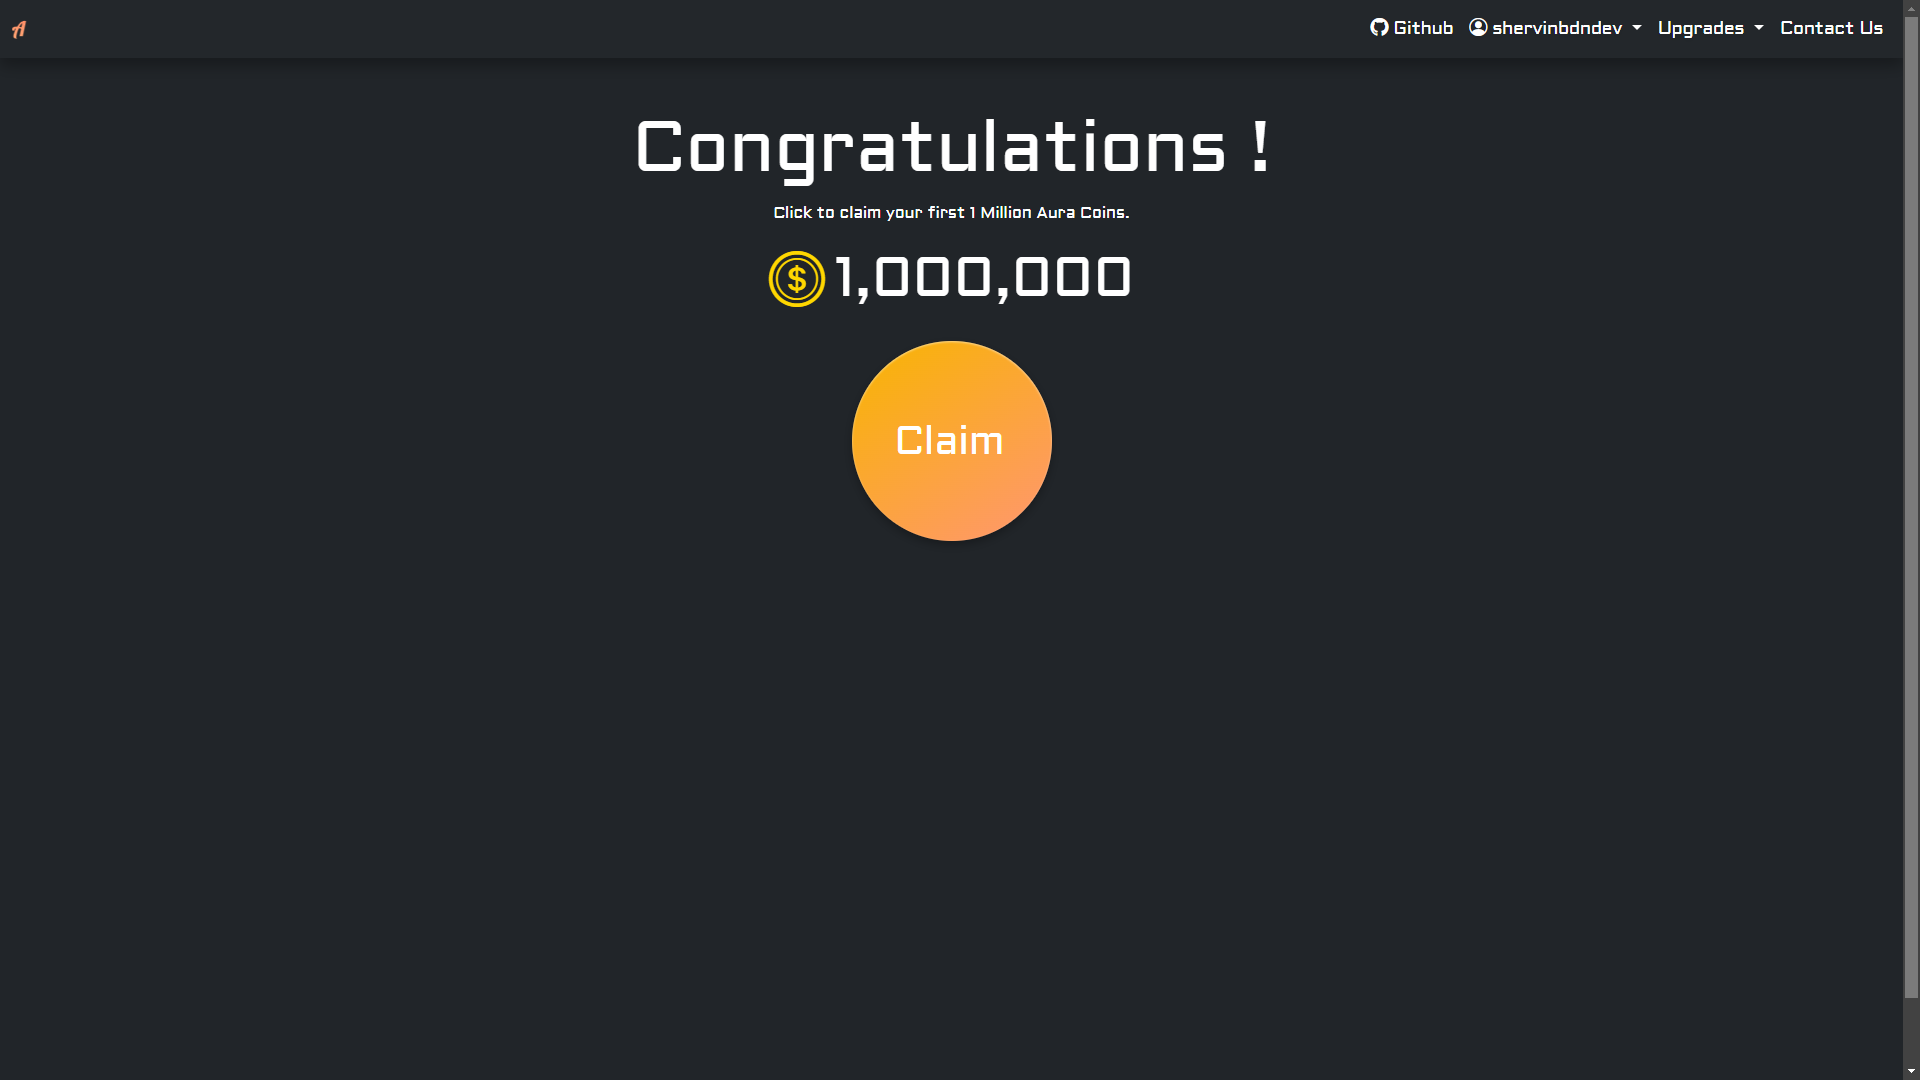 A
Github shervinbdndev Upgrades Contact Us
Congratulations !
Click to claim your first 1 Million Aura Coins.
$ 1,000,000
Claim